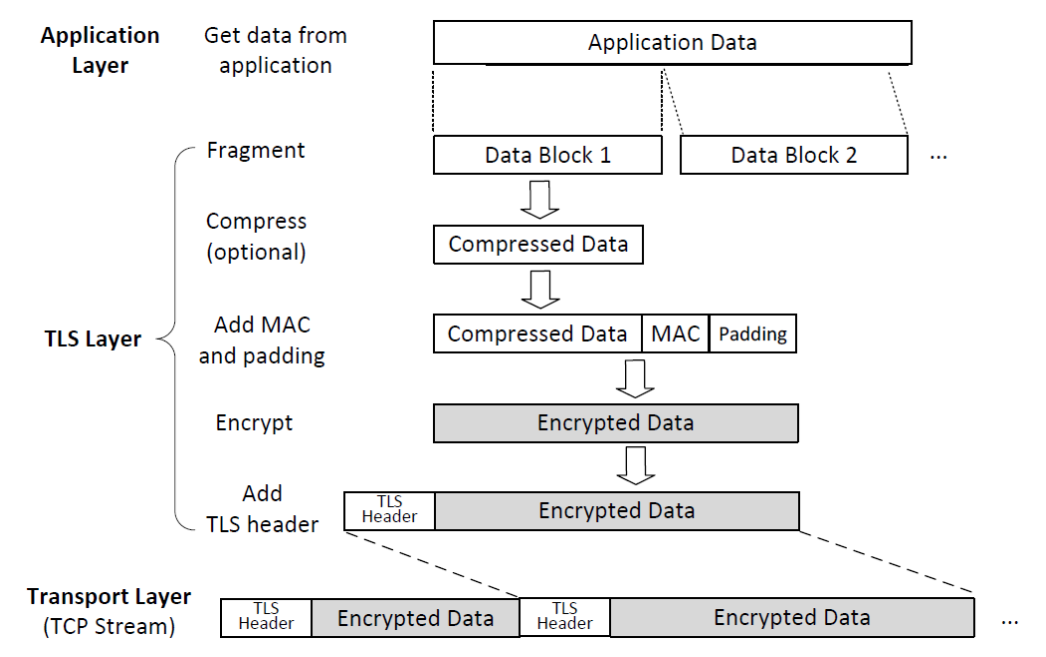 Application Layer
Get data from application
Application Data
Fragment
Data Block 1
Data Block 2
...
Compress (optional)
Compressed Data
TLS Layer
Add MAC and padding
Compressed Data
MAC
Padding
Encrypt
Encrypted Data
Add TLS header
TLS Header
Encrypted Data
Transport Layer
(TCP Stream)
TLS Header
Encrypted Data
TLS Header
Encrypted Data
...